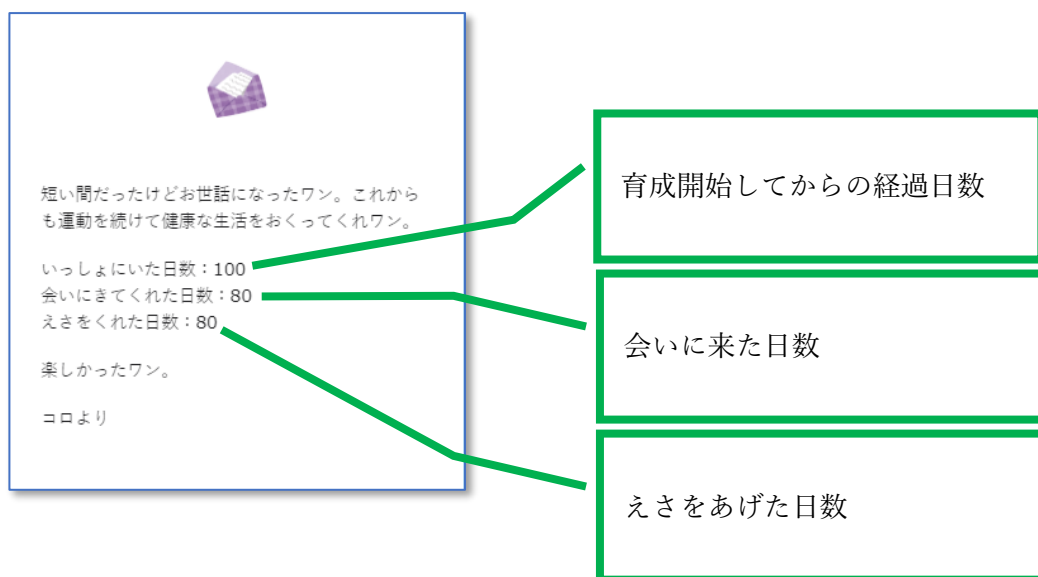 短い間だったけどお世話になったワン。これから
も運動を続けて健康な生活をおくってくれワン。
いっしょにいた日数：100
会いにきてくれた日数：80
えさをくれた日数：80
楽しかったワン。
コロより
育成開始してからの経過日数
会いに来た日数
えさをあげた日数